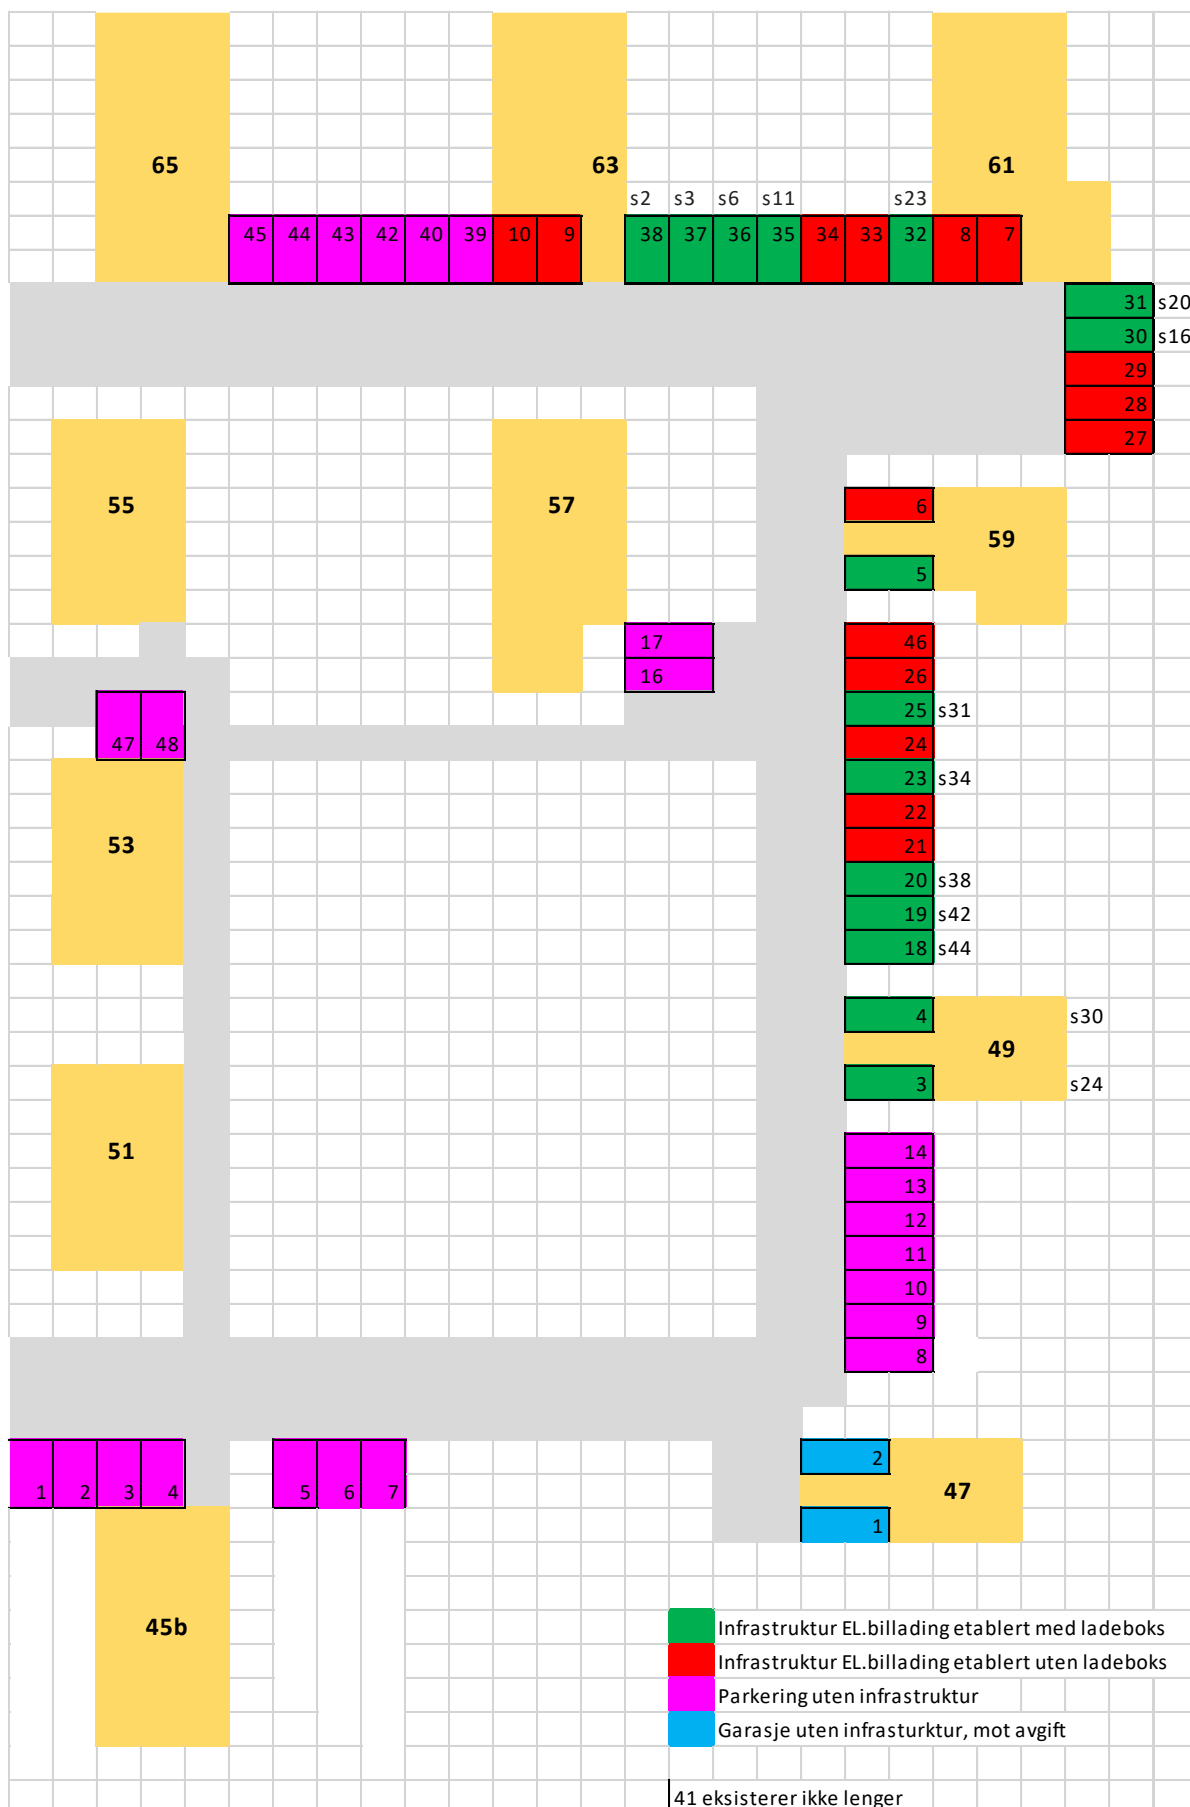 65 63 61
s2 s3 s6 s11 s23
45 44 43 42 40 39 10 9 38 37 36 35 34 33 32 8 7
31 s20
30 s16
29
28
27
55 57 6
59
5
17 46
16 26
25 s31
47 48 24
23 s34
22
53 21
20 s38
19 s42
18 s44
4 s30
49
3 s24
51 14
13
12
11
10
9
8
2
1 2 3 4 5 6 7 47
1
45b Infrastruktur EL.billading etablert med ladeboks
Infrastruktur EL.billading etablert uten ladeboks
Parkering uten infrastruktur
Garasje uten infrasturktur, mot avgift
41 eksisterer ikke lenger